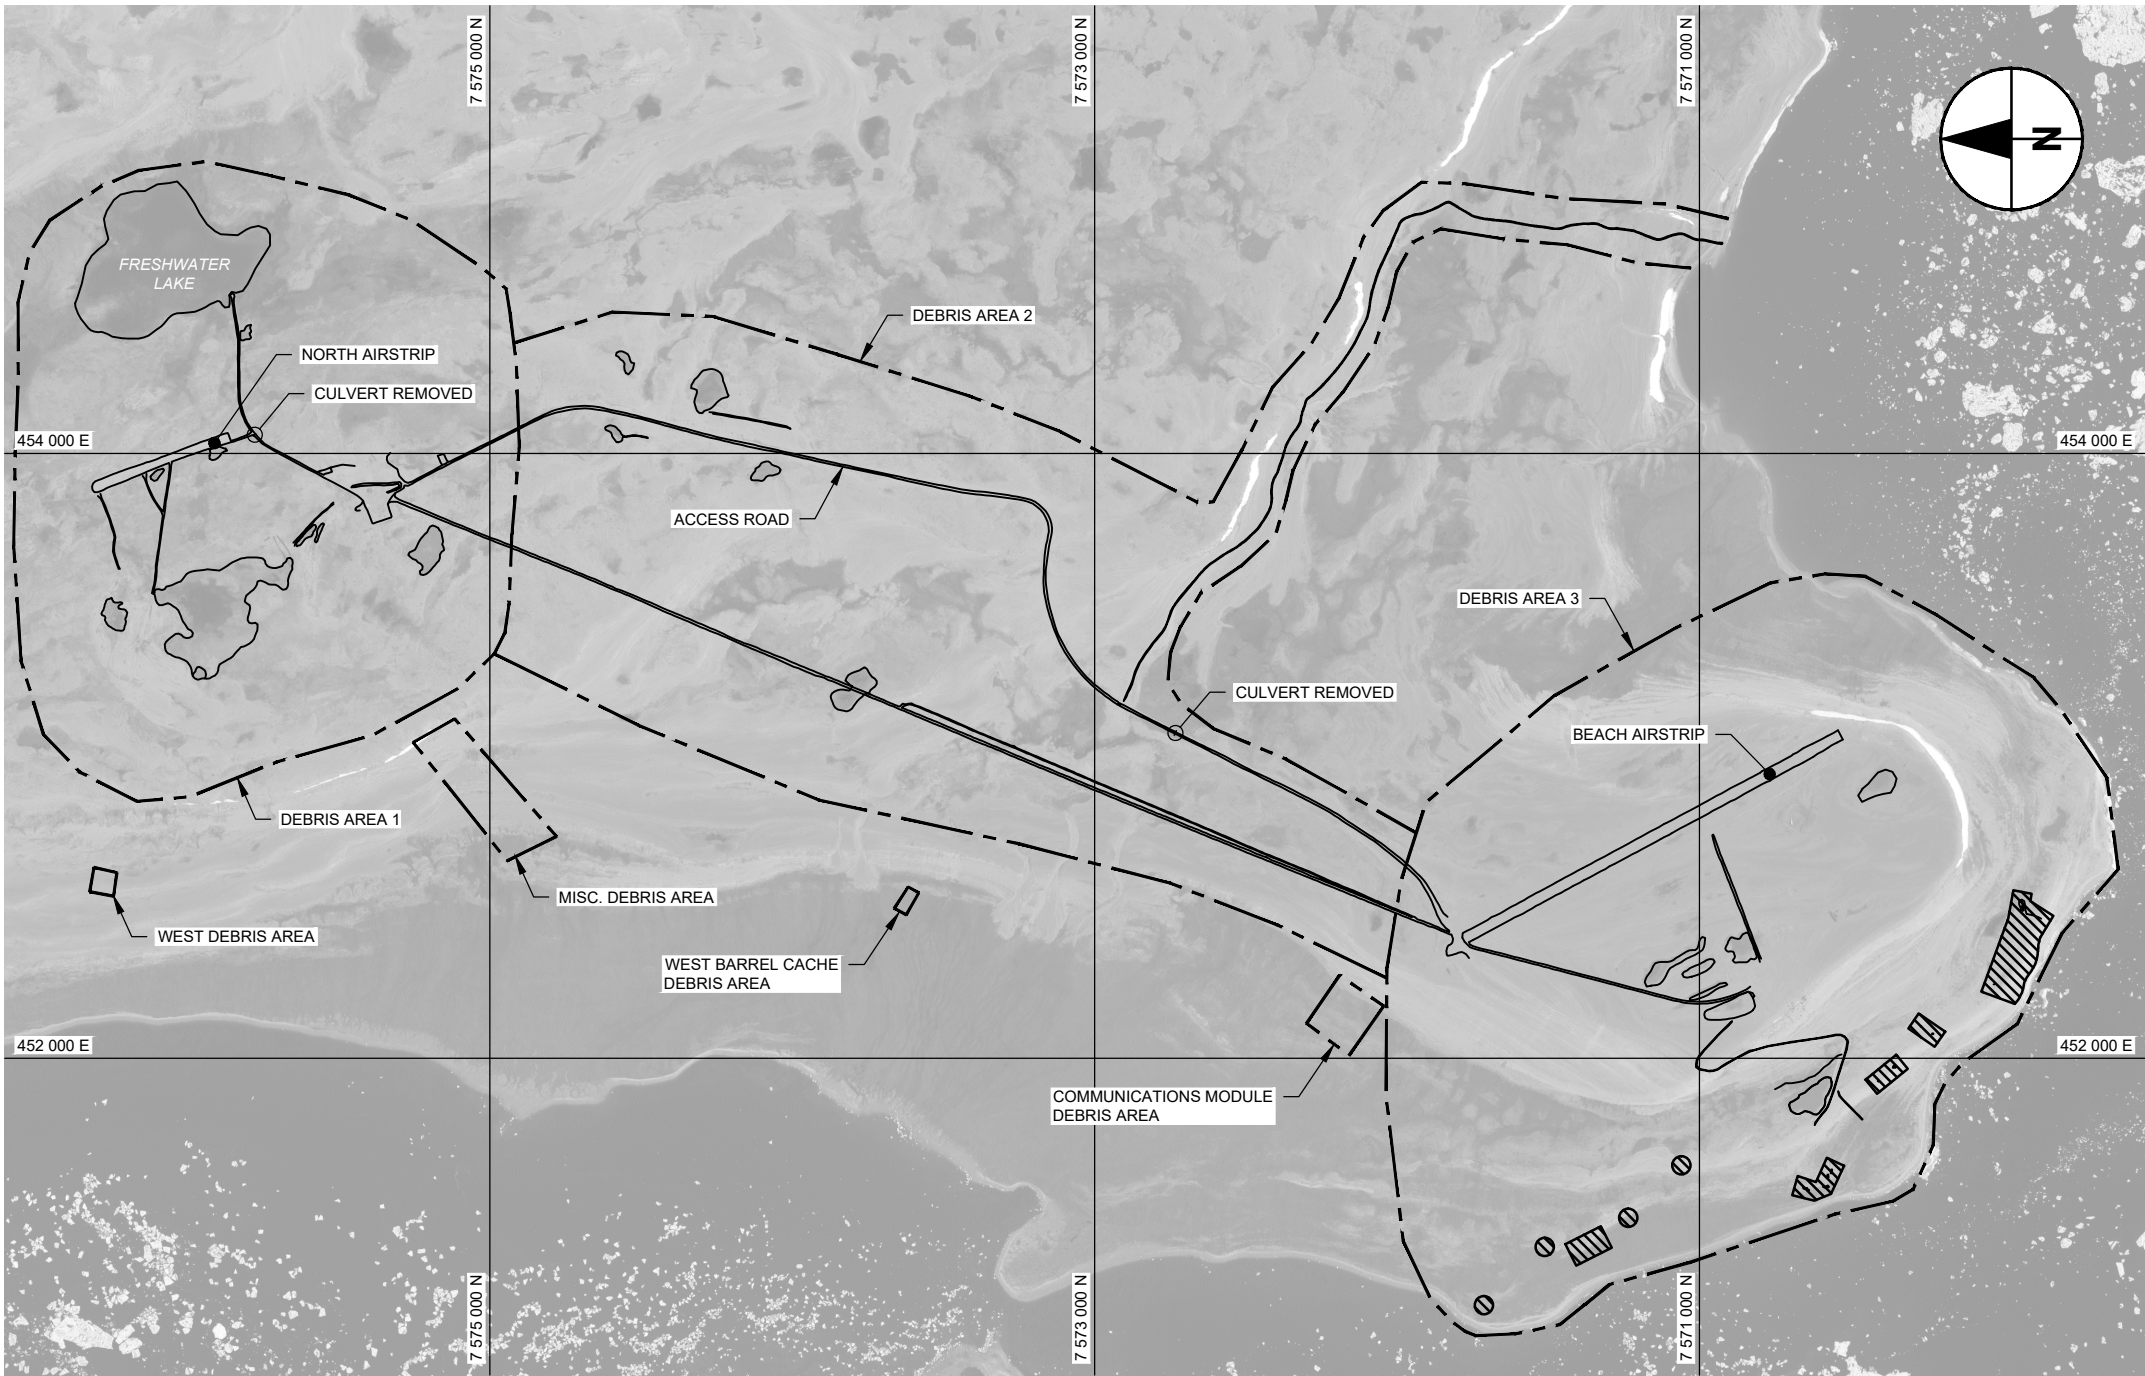 7 575 000 N
7 573 000 N
7 571 000 N
N
FRESHWATER
LAKE
DEBRIS AREA 2
NORTH AIRSTRIP
CULVERT REMOVED
454 000 E
454 000 E
ACCESS ROAD
DEBRIS AREA 3
CULVERT REMOVED
BEACH AIRSTRIP
DEBRIS AREA 1
MISC. DEBRIS AREA
WEST DEBRIS AREA
WEST BARREL CACHE
DEBRIS AREA
452 000 E
452 000 E
COMMUNICATIONS MODULE
DEBRIS AREA
7 575 000 N
7 573 000 N
7 571 000 N